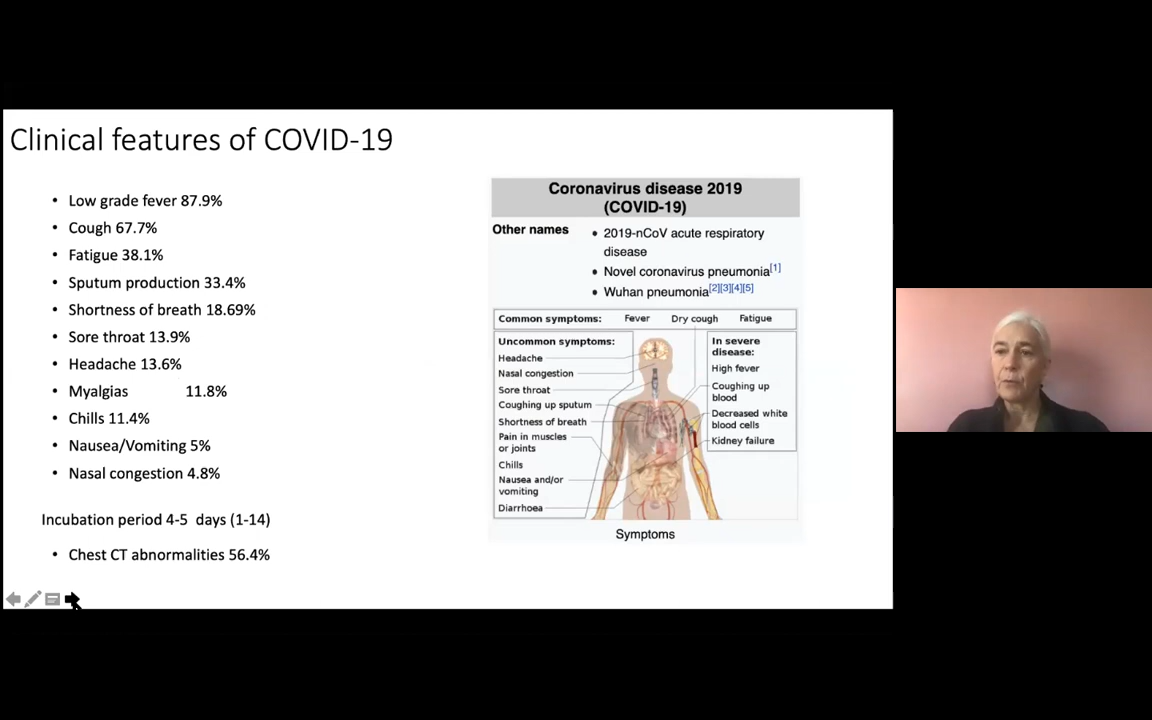 Clinical features of COVID-19
• Low grade fever 87.9%
• Cough 67.7%
• Fatigue 38.1%
• Sputum production 33.4%
• Shortness of breath 18.69%
• Sore throat 13.9%
• Headache 13.6%
• Myalgias 11.8%
• Chills 11.4%
• Nausea/Vomiting 5%
• Nasal congestion 4.8%
Incubation period 4-5 days (1-14)
• Chest CT abnormalities 56.4%
Coronavirus disease 2019
(COVID-19)
Other names
• 2019-nCoV acute respiratory
disease
• Novel coronavirus pneumonia[1]
• Wuhan pneumonia[2][3][4][5]
Common symptoms: Fever Dry cough Fatigue
Uncommon symptoms:
Headache
Nasal congestion
Sore throat
Coughing up sputum
Shortness of breath
Pain in muscles
or joints
Chills
Nausea and/or
vomiting
Diarrhoea
In severe
disease:
High fever
Coughing up
blood
Decreased white
blood cells
Kidney failure
Symptoms